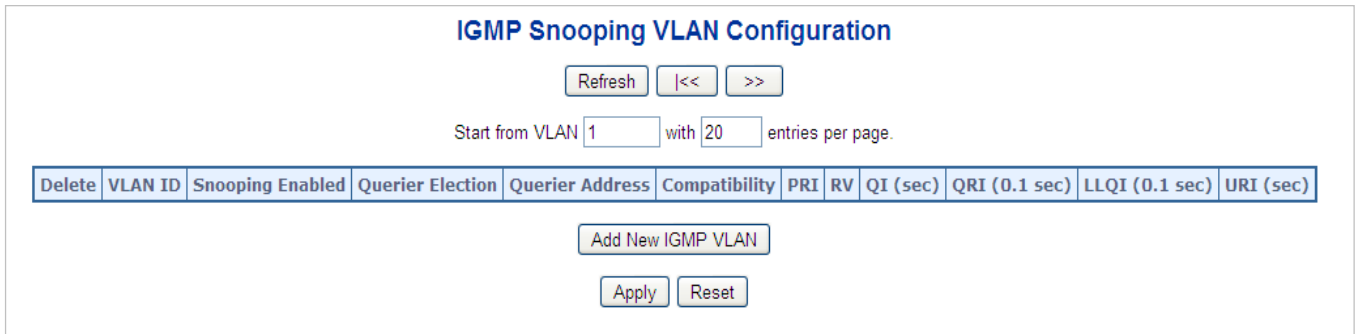 IGMP Snooping VLAN Configuration
Refresh |<< >>
Start from VLAN 1 with 20 entries per page.
Delete VLAN ID Snooping Enabled Querier Election Querier Address Compatibility PRI RV QI (sec) QRI (0.1 sec) LLQI (0.1 sec) URI (sec)
Add New IGMP VLAN
Apply Reset